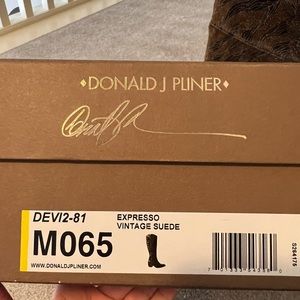 ♦DONALD J PLINER♦
DEVI2-81
EXPRESSO
VINTAGE SUEDE
M065
WWW.DONALDJPLINER.COM